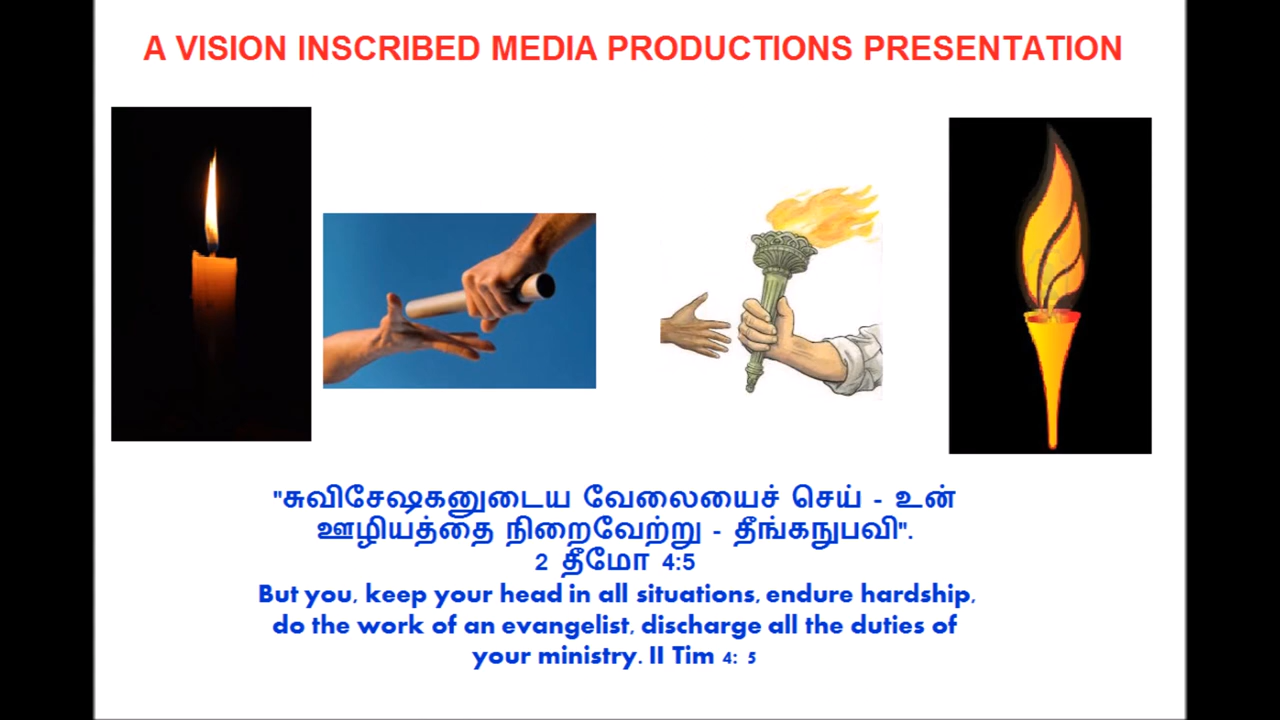 A VISION INSCRIBED MEDIA PRODUCTIONS PRESENTATION
"சுவிசேஷகனுடைய வேலையைச் செய் - உன்
ஊழியத்தை நிறைவேற்று - தீங்கநுபவி".
2 தீமோ 4:5
But you, keep your head in all situations, endure hardship,
do the work of an evangelist, discharge all the duties of
your ministry. II Tim 4: 5